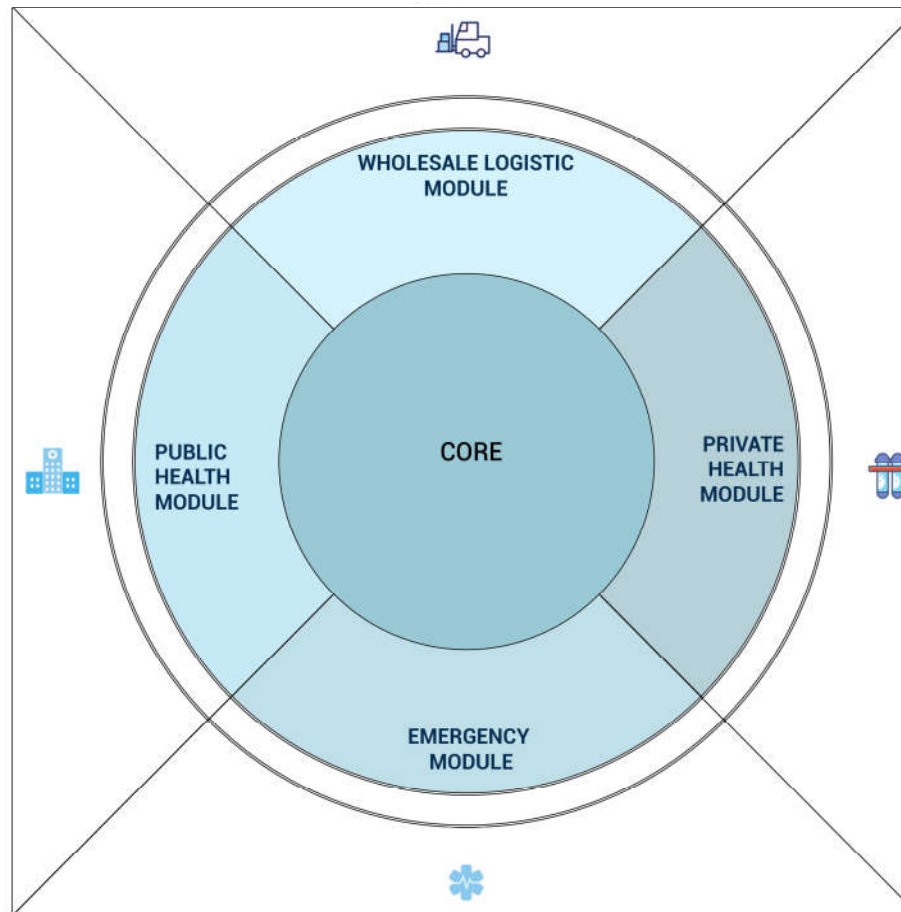 WHOLESALE LOGISTIC
MODULE
PUBLIC
HEALTH
MODULE
CORE
PRIVATE
HEALTH
MODULE
EMERGENCY
MODULE